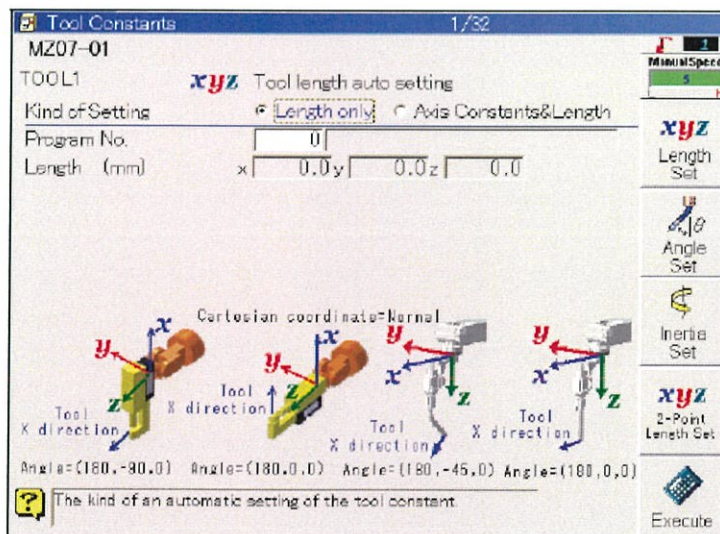 Tool Constants 1/32
MZ07-01
TOOL1 xyz Tool length auto setting
Kind of Setting Length only Axis Constants&Length
Program No. 0
Length (mm) x 0.0 y 0.0 z 0.0
Cartesian coordinate=Normal
x y z Tool X direction
x y z Tool X direction
y x z Tool X direction
y x z Tool X direction
Angle=(180,-90,0) Angle=(180,0,0) Angle=(180,-45,0) Angle=(180,0,0)
? The kind of an automatic setting of the tool constant.
1
Manual Speed
5
xyz
Length
Set
θ
Angle
Set
Inertia
Set
xyz
2-Point
Length Set
Execute